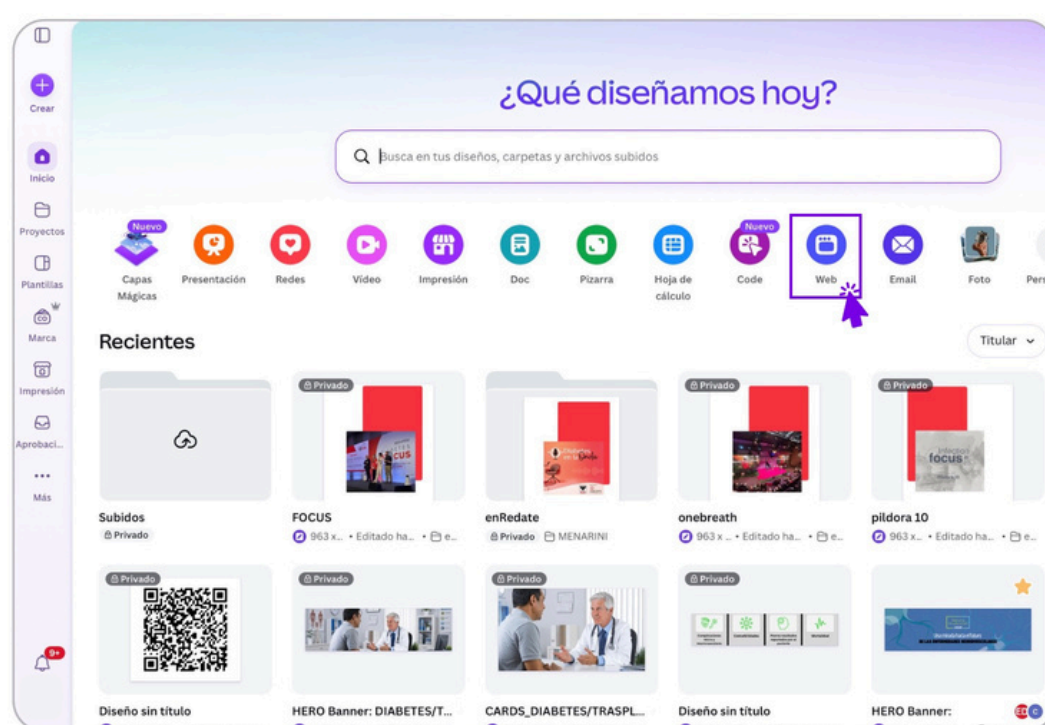 ¿Qué diseñamos hoy?
Busca en tus diseños, carpetas y archivos subidos
Crear
Inicio
Proyectos
Plantillas
Marca
Impresión
Aprobaci...
Más
9+
Nuevo
Capas
Mágicas
Presentación
Redes
Vídeo
Impresión
Doc
Pizarra
Hoja de
cálculo
Nuevo
Code
Web
Email
Foto
Pers
Recientes
Titular
Subidos
Privado
Privado
FOCUS
963 x... • Editado ha... • e...
enRedate
Privado MENARINI
Privado
onebreath
963 x ... • Editado ha... • e...
Privado
focus
pildora 10
963 x... • Editado ha... • e...
Privado
Diseño sin título
Privado
HERO Banner: DIABETES/T...
Privado
CARDS_DIABETES/TRASPL...
Privado
Diseño sin título
HERO Banner: